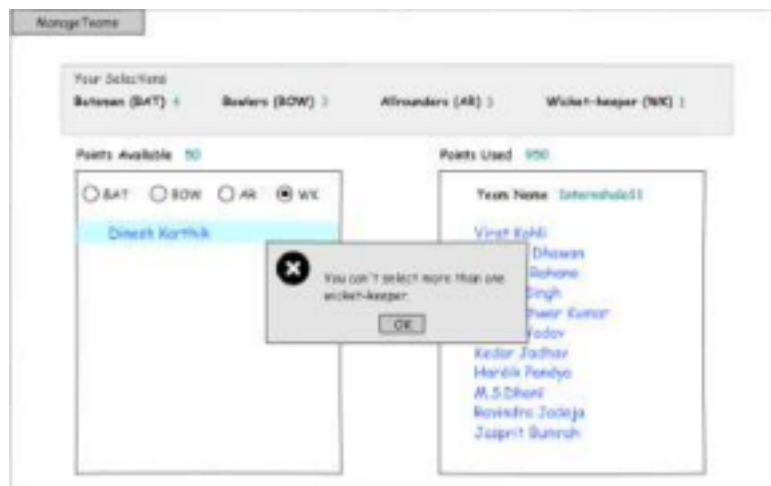 Manage Teams
Your Selections
Batsmen (BAT) 4 Bowlers (BOW) 3 Allrounders (AR) 3 Wicket-keeper (WK) 1
Points Available 50 Points Used 950
BAT BOW AR WK
Dinesh Karthik
You can't select more than one
wicket-keeper.
OK
Team Name
Virat Kohli
Dhawan
Rahane
Singh
Kumar
Yadav
Kedar Jadhav
Hardik Pandya
M.S.Dhoni
Ravindra Jadeja
Jasprit Bumrah